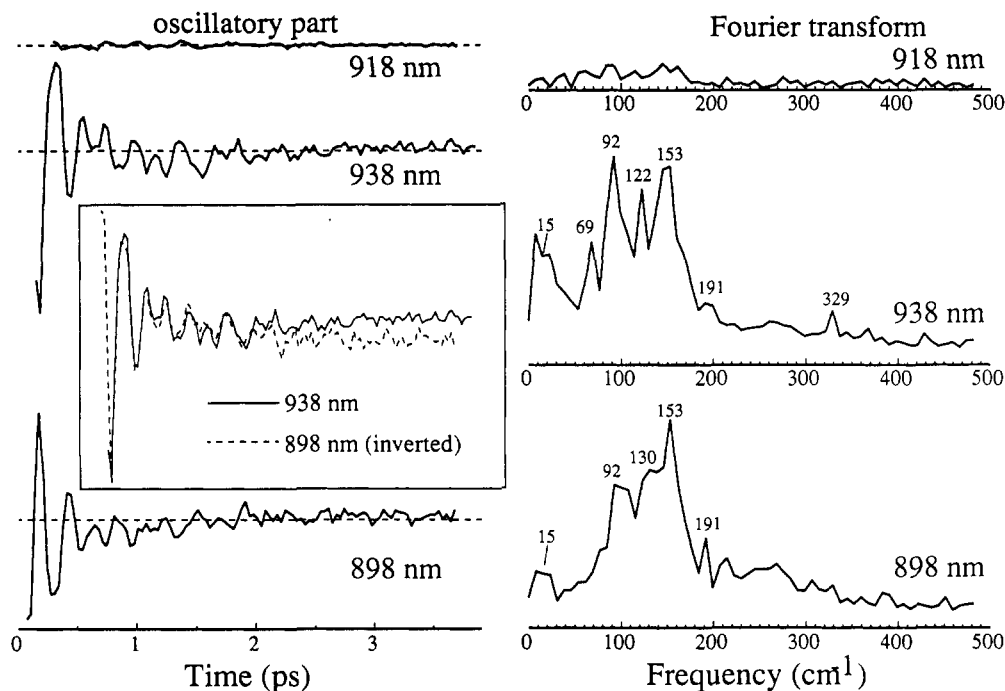 oscillatory part
918 nm
938 nm
938 nm
898 nm (inverted)
898 nm
0 1 2 3
Time (ps)
Fourier transform
918 nm
0 100 200 300 400 500
92
153
122
15
69
191
329
938 nm
0 100 200 300 400 500
153
92
130
15
191
898 nm
0 100 200 300 400 500
Frequency (cm⁻¹)